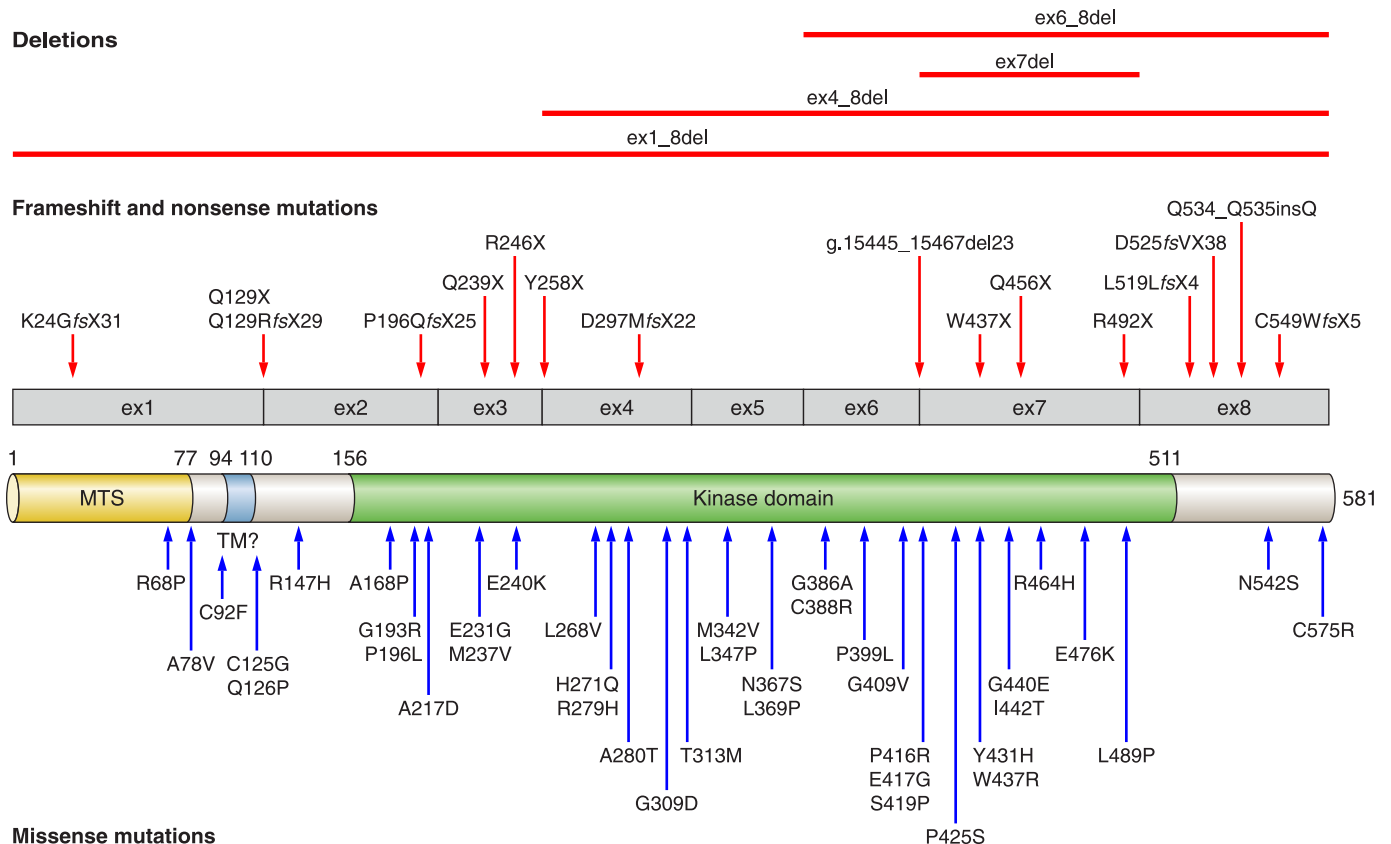 Deletions
ex6_8del
ex7del
ex4_8del
ex1_8del
Frameshift and nonsense mutations
K24GfsX31
Q129X
Q129RfsX29
P196QfsX25
Q239X
R246X
Y258X
D297MfsX22
g.15445_15467del23
W437X
Q456X
R492X
L519LfsX4
D525fsVX38
Q534_Q535insQ
C549WfsX5
ex1
ex2
ex3
ex4
ex5
ex6
ex7
ex8
1
77
94
110
156
511
MTS
Kinase domain
581
TM?
R68P
A78V
C92F
C125G
Q126P
R147H
A168P
G193R
P196L
A217D
E231G
M237V
E240K
L268V
H271Q
R279H
A280T
G309D
T313M
M342V
L347P
N367S
L369P
G386A
C388R
P399L
G409V
P416R
E417G
S419P
P425S
Y431H
W437R
G440E
I442T
R464H
E476K
L489P
N542S
C575R
Missense mutations